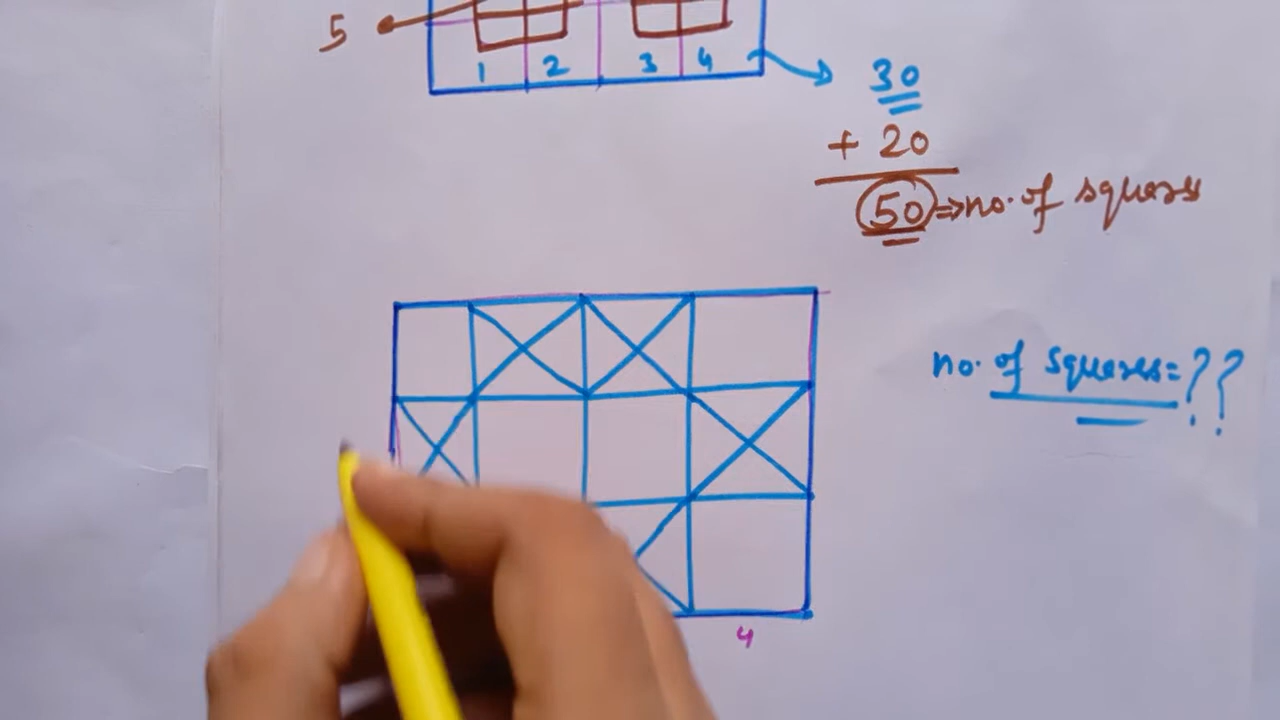 5
1 2 3 4
30
+ 20
50 ⇒ no. of squares
no. of squares = ??
4